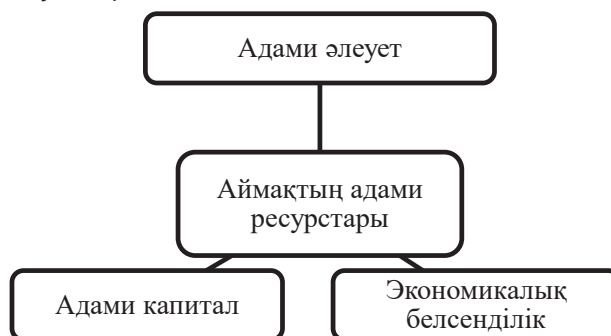 Адами әлеует
Аймақтың адами
ресурстары
Адами капитал
Экономикалық
белсенділік